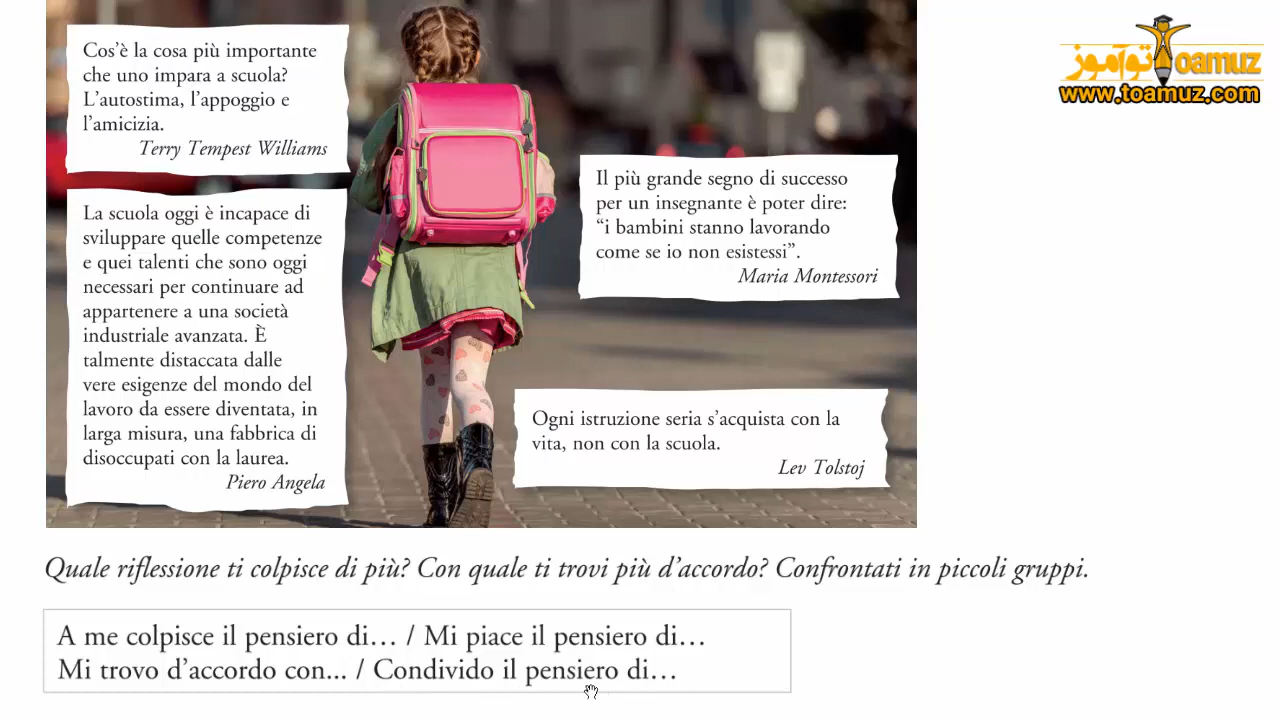 Cos'è la cosa più importante
che uno impara a scuola?
L'autostima, l'appoggio e
l'amicizia.
Terry Tempest Williams
La scuola oggi è incapace di
sviluppare quelle competenze
e quei talenti che sono oggi
necessari per continuare ad
appartenere a una società
industriale avanzata. È
talmente distaccata dalle
vere esigenze del mondo del
lavoro da essere diventata, in
larga misura, una fabbrica di
disoccupati con la laurea.
Piero Angela
Il più grande segno di successo
per un insegnante è poter dire:
“i bambini stanno lavorando
come se io non esistessi”.
Maria Montessori
Ogni istruzione seria s'acquista con la
vita, non con la scuola.
Lev Tolstoj
توآموز Toamuz
www.toamuz.com
Quale riflessione ti colpisce di più? Con quale ti trovi più d'accordo? Confrontati in piccoli gruppi.
A me colpisce il pensiero di… / Mi piace il pensiero di…
Mi trovo d'accordo con... / Condivido il pensiero di…